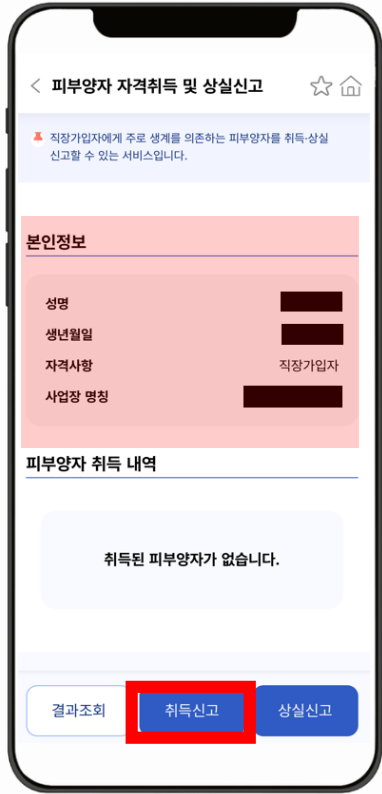 피부양자 자격취득 및 상실신고
직장가입자에게 주로 생계를 의존하는 피부양자를 취득·상실
신고할 수 있는 서비스입니다.
본인정보
성명
생년월일
자격사항 직장가입자
사업장 명칭
피부양자 취득 내역
취득된 피부양자가 없습니다.
결과조회 취득신고 상실신고